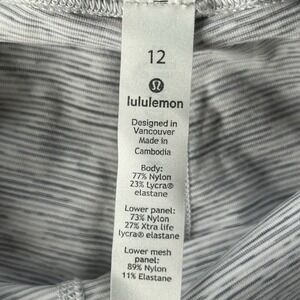 12
lululemon
Designed in
Vancouver
Made in
Cambodia
Body:
77% Nylon
23% Lycra®
elastane
Lower panel:
73% Nylon
27% Xtra life
lycra® elastane
Lower mesh
panel:
89% Nylon
11% Elastane